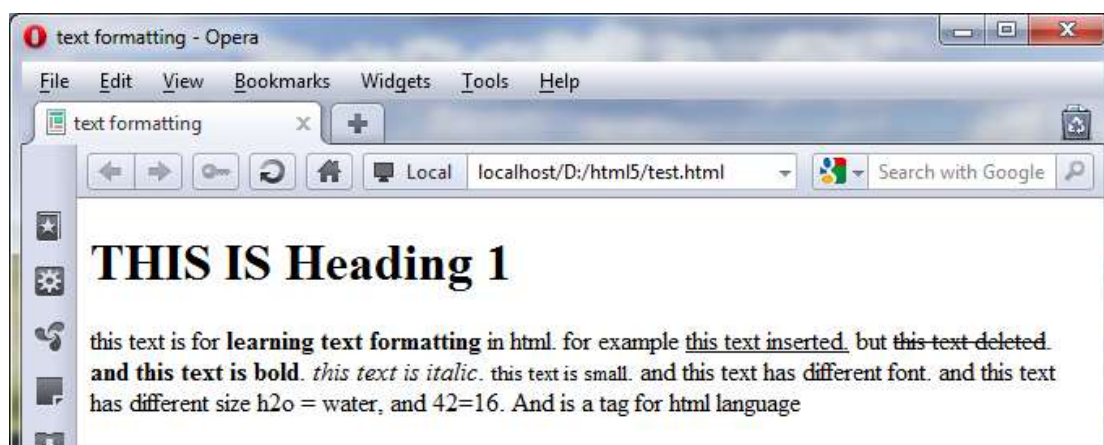 text formatting - Opera
File Edit View Bookmarks Widgets Tools Help
text formatting
Local localhost/D:/html5/test.html Search with Google
THIS IS Heading 1
this text is for learning text formatting in html. for example this text inserted. but this text deleted.
and this text is bold. this text is italic. this text is small. and this text has different font. and this text
has different size h2o = water, and 42=16. And is a tag for html language